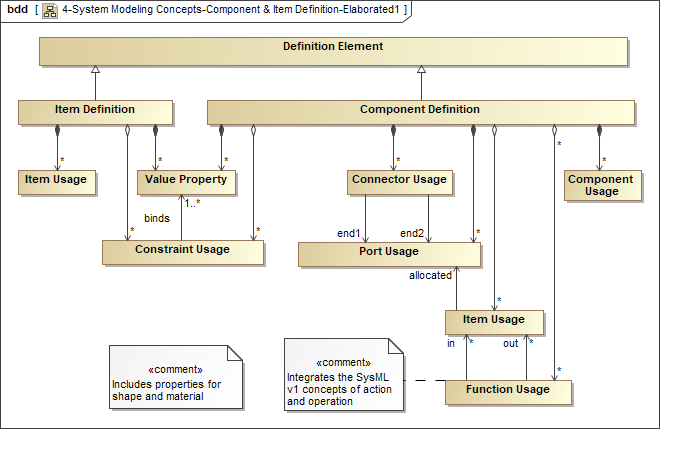 bdd [ 4-System Modeling Concepts-Component & Item Definition-Elaborated1 ]
Definition Element
Item Definition
Component Definition
*
*
*
*
*
Item Usage
Value Property
Connector Usage
Component
Usage
1..*
binds
*
*
*
end1
end2
Constraint Usage
Port Usage
allocated
*
Item Usage
in
*
out
*
*
Function Usage
«comment»
Includes properties for
shape and material
«comment»
Integrates the SysML
v1 concepts of action
and operation
*